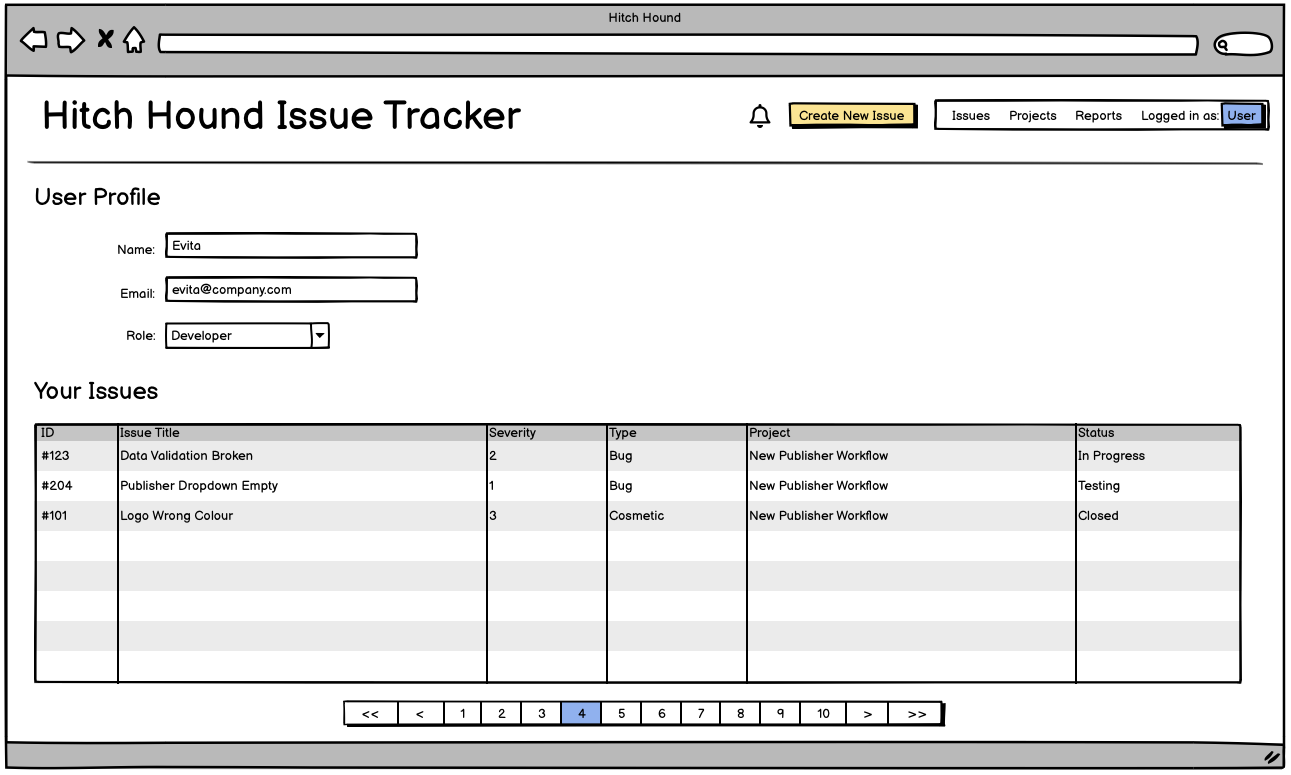 Hitch Hound
Hitch Hound Issue Tracker
Create New Issue
Issues Projects Reports Logged in as: User
User Profile
Name: Evita
Email: evita@company.com
Role: Developer
Your Issues
ID Issue Title Severity Type Project Status
#123 Data Validation Broken 2 Bug New Publisher Workflow In Progress
#204 Publisher Dropdown Empty 1 Bug New Publisher Workflow Testing
#101 Logo Wrong Colour 3 Cosmetic New Publisher Workflow Closed
<< < 1 2 3 4 5 6 7 8 9 10 > >>